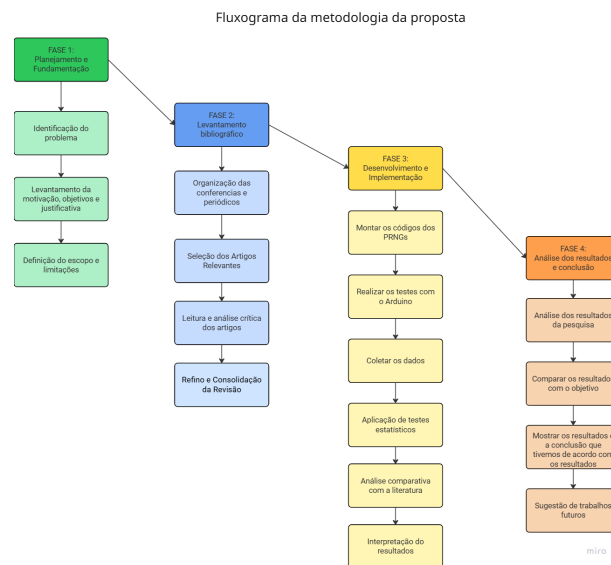 Fluxograma da metodologia da proposta
FASE 1:
Planejamento e
Fundamentação
Identificação do
problema
Levantamento da
motivação, objetivos e
justificativa
Definição do escopo e
limitações
FASE 2:
Levantamento
bibliográfico
Organização das
conferencias e
periódicos
Seleção dos Artigos
Relevantes
Leitura e análise crítica
dos artigos
Refino e Consolidação
da Revisão
FASE 3:
Desenvolvimento e
Implementação
Montar os códigos dos
PRNGs
Realizar os testes com
o Arduino
Coletar os dados
Aplicação de testes
estatísticos
Análise comparativa
com a literatura
Interpretação do
resultados
FASE 4:
Análise dos resultados
e conclusão
Análise dos resultados
da pesquisa
Comparar os resultados
com o objetivo
Mostrar os resultados e
a conclusão que
tivemos de acordo com
os resultados
Sugestão de trabalhos
futuros
miro